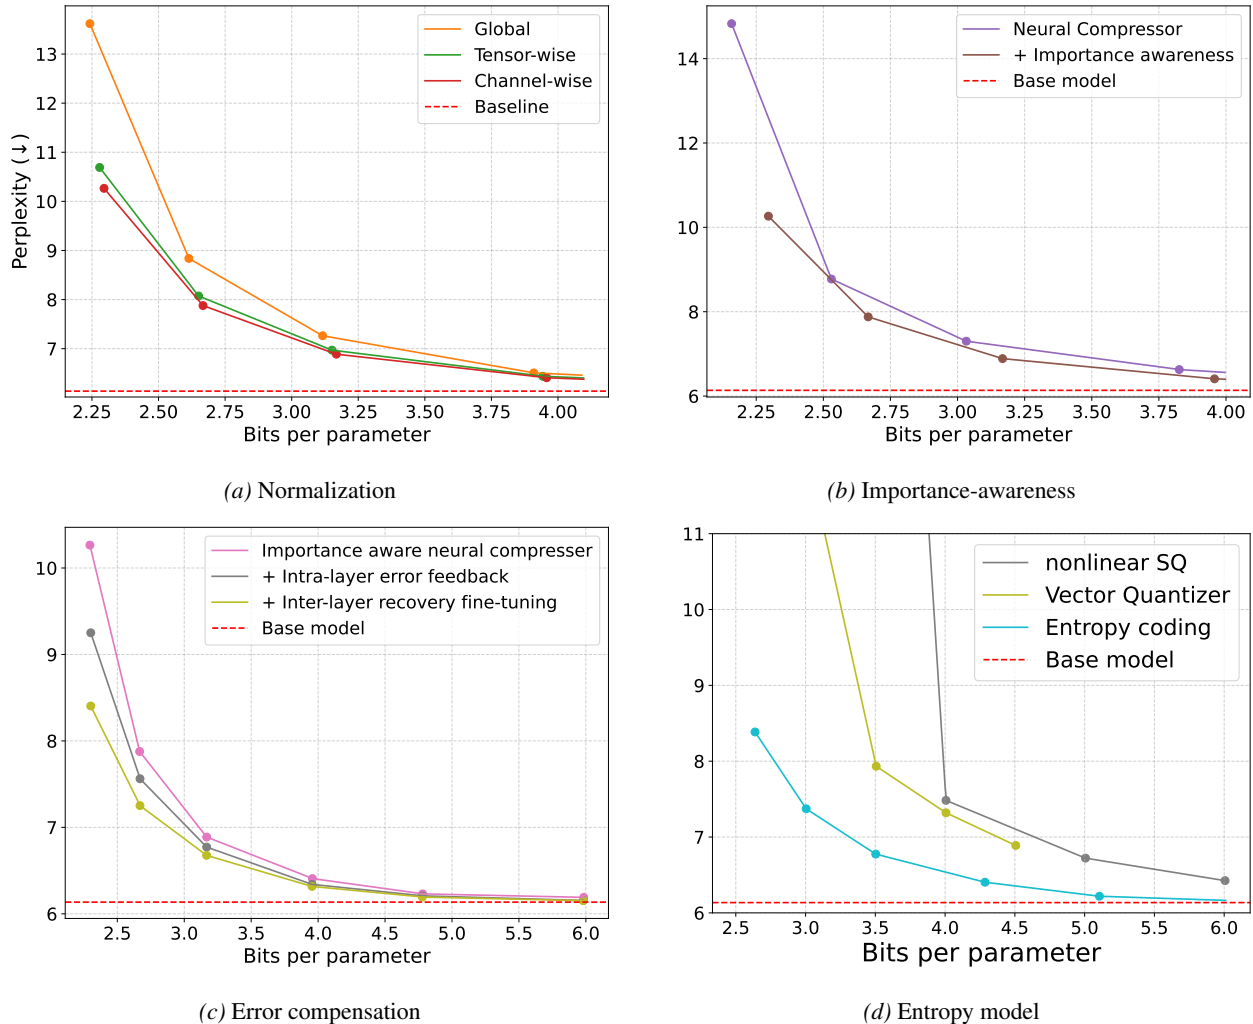 Global
Tensor-wise
Channel-wise
Baseline
13
12
11
10
9
8
7
Perplexity (↓)
2.25 2.50 2.75 3.00 3.25 3.50 3.75 4.00
Bits per parameter
(a) Normalization
Neural Compressor
+ Importance awareness
Base model
14
12
10
8
6
2.25 2.50 2.75 3.00 3.25 3.50 3.75 4.00
Bits per parameter
(b) Importance-awareness
Importance aware neural compresser
+ Intra-layer error feedback
+ Inter-layer recovery fine-tuning
Base model
10
9
8
7
6
2.5 3.0 3.5 4.0 4.5 5.0 5.5 6.0
Bits per parameter
(c) Error compensation
nonlinear SQ
Vector Quantizer
Entropy coding
Base model
11
10
9
8
7
6
2.5 3.0 3.5 4.0 4.5 5.0 5.5 6.0
Bits per parameter
(d) Entropy model